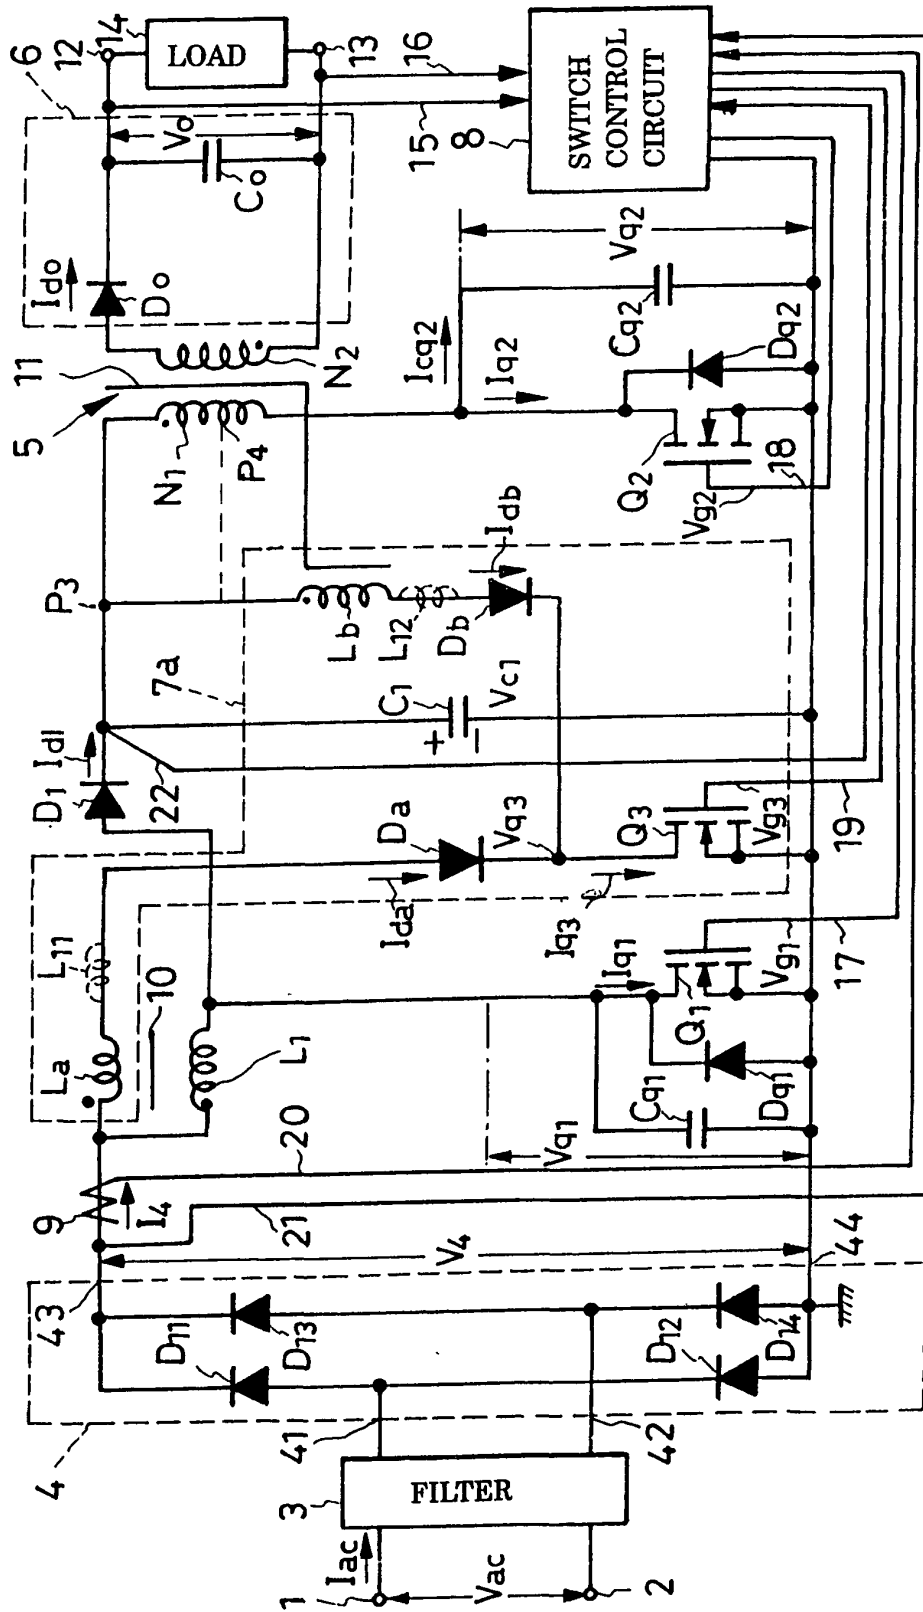 1
2
Iac
Vac
3
FILTER
41
42
4
43
44
D11
D13
D12
D14
V4
9
I4
20
21
La
L11
10
L1
Vq1
Cq1
Dq1
Q1
Iq1
Vg1
17
D1
Id1
22
Da
Ida
Vq3
Iq3
Q3
Vg3
19
7a
C1
+
−
Vc1
P3
Lb
L12
Db
Idb
5
11
N1
P4
N2
Icq2
Iq2
Q2
Vg2
18
Dq2
Cq2
Vq2
6
Ido
Do
Co
Vo
12
14
LOAD
13
15
16
8
SWITCH
CONTROL
CIRCUIT